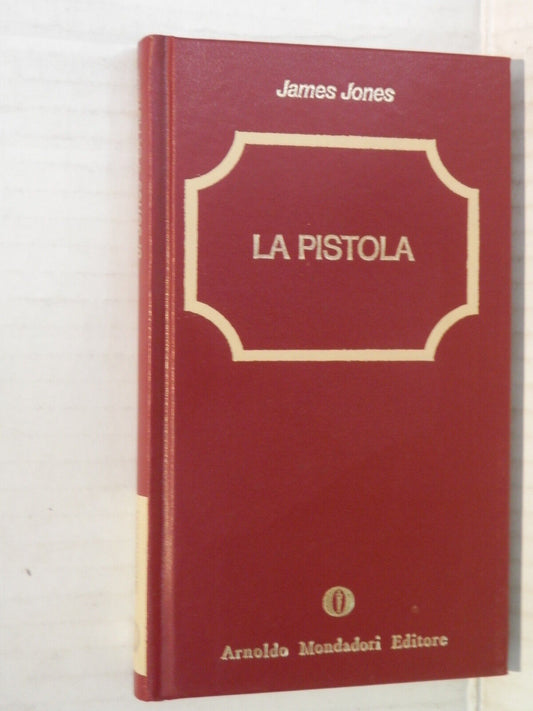 James Jones
LA PISTOLA
Arnoldo Mondadori Editore